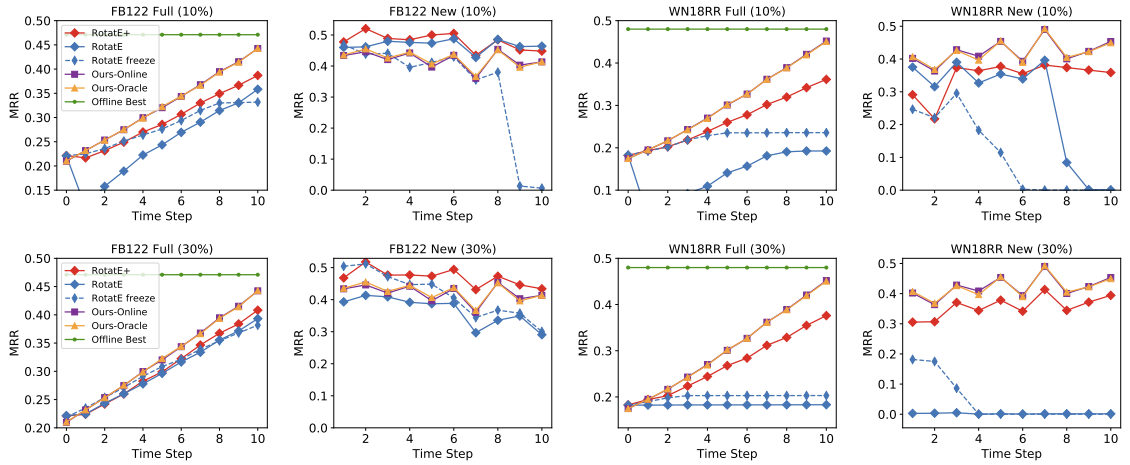 FB122 Full (10%)
0.50
0.45
0.40
0.35
0.30
0.25
0.20
0.15
MRR
RotatE+
RotatE
RotatE freeze
Ours-Online
Ours-Oracle
Offline Best
0 2 4 6 8 10
Time Step
FB122 New (10%)
0.5
0.4
0.3
0.2
0.1
0.0
MRR
2 4 6 8 10
Time Step
WN18RR Full (10%)
0.5
0.4
0.3
0.2
0.1
MRR
0 2 4 6 8 10
Time Step
WN18RR New (10%)
0.5
0.4
0.3
0.2
0.1
0.0
MRR
2 4 6 8 10
Time Step
FB122 Full (30%)
0.50
0.45
0.40
0.35
0.30
0.25
0.20
MRR
RotatE+
RotatE
RotatE freeze
Ours-Online
Ours-Oracle
Offline Best
0 2 4 6 8 10
Time Step
FB122 New (30%)
0.5
0.4
0.3
0.2
0.1
0.0
MRR
2 4 6 8 10
Time Step
WN18RR Full (30%)
0.5
0.4
0.3
0.2
MRR
0 2 4 6 8 10
Time Step
WN18RR New (30%)
0.5
0.4
0.3
0.2
0.1
0.0
MRR
2 4 6 8 10
Time Step